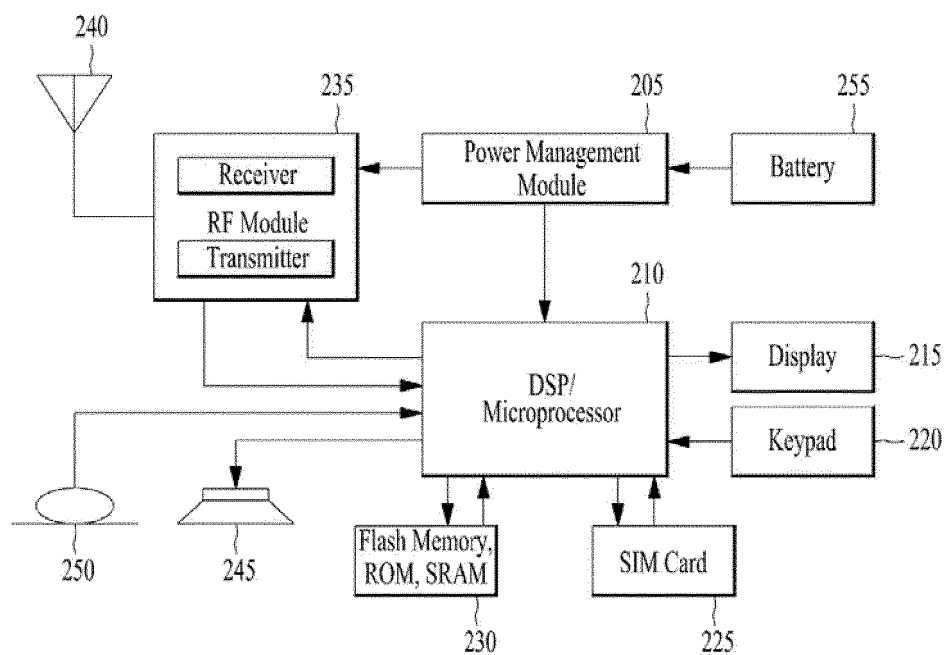 240
235
205
255
Receiver
RF Module
Transmitter
Power Management
Module
Battery
210
DSP/
Microprocessor
Display
215
Keypad
220
250
245
Flash Memory,
ROM, SRAM
230
SIM Card
225